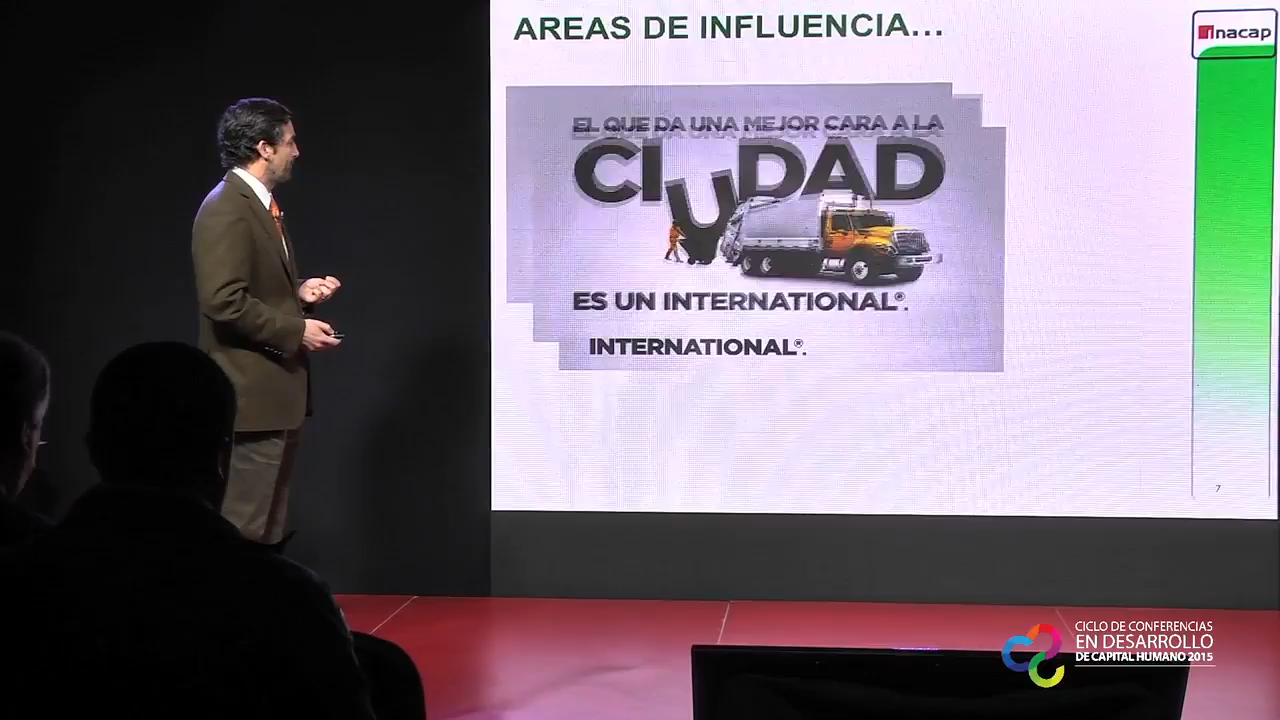 AREAS DE INFLUENCIA...
inacap
EL QUE DA UNA MEJOR CARA A LA
CIUDAD
ES UN INTERNATIONAL®.
INTERNATIONAL®.
7
CICLO DE CONFERENCIAS
EN DESARROLLO
DE CAPITAL HUMANO 2015